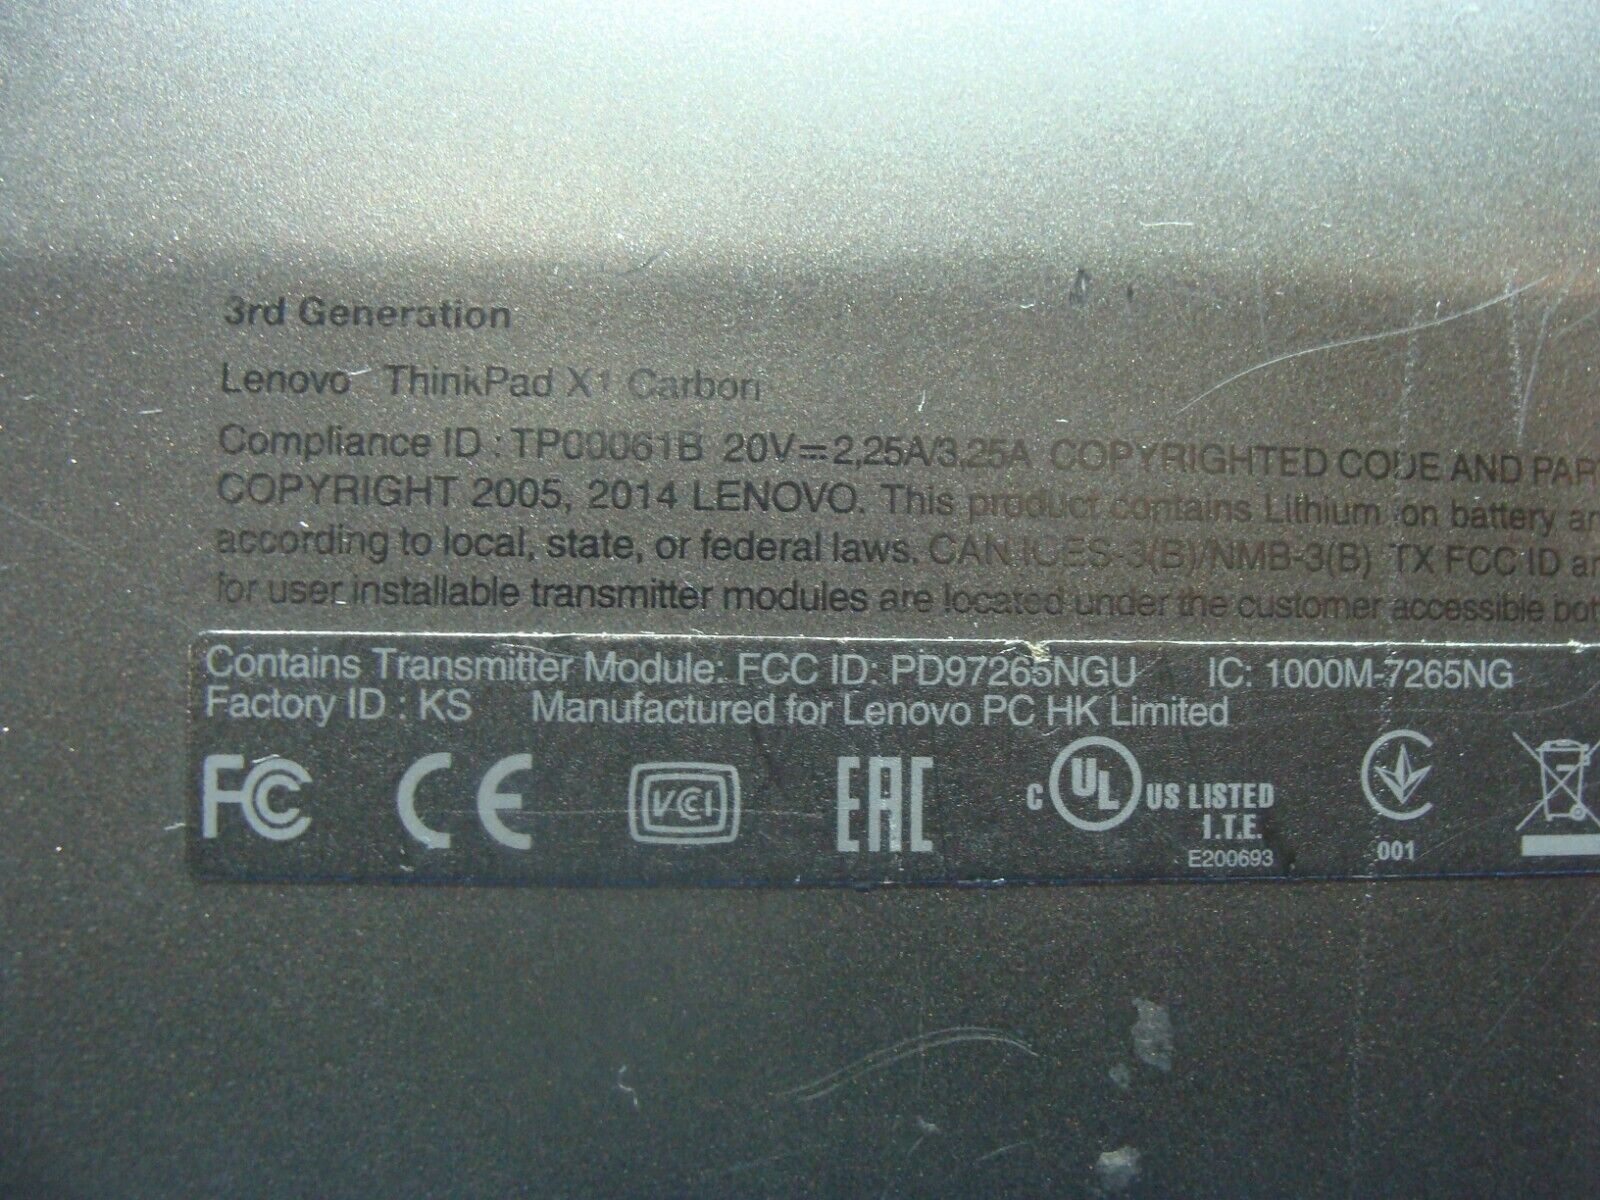 3rd Generation
Lenovo ThinkPad X1 Carbon
Compliance ID : TP00061B 20V⎓2,25A/3,25A COPYRIGHTED CODE AND PAR
COPYRIGHT 2005, 2014 LENOVO. This product contains Lithium Ion battery
according to local, state, or federal laws. CAN ICES-3(B)/NMB-3(B) TX FCC ID
for user installable transmitter modules are located under the customer accessible
Contains Transmitter Module: FCC ID: PD97265NGU IC: 1000M-7265NG
Factory ID : KS Manufactured for Lenovo PC HK Limited
FC CE VCI EAC c UL US LISTED
I.T.E.
E200693
001